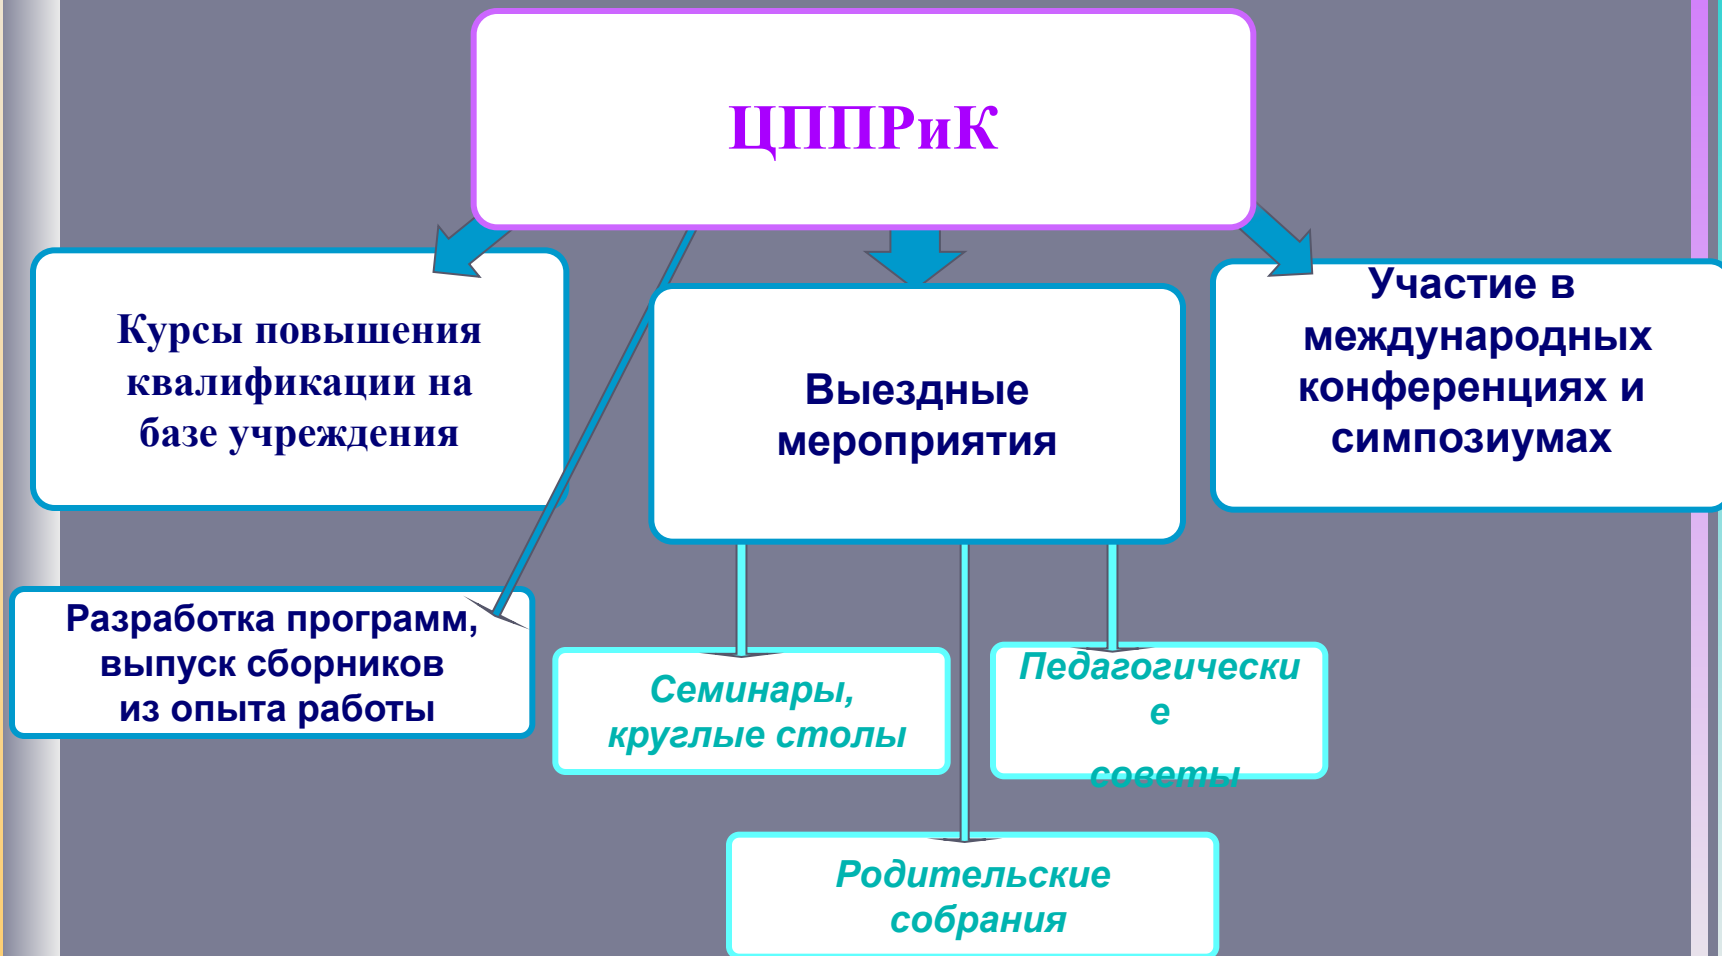 ЦППРиК
Курсы повышения
квалификации на
базе учреждения
Выездные
мероприятия
Участие в
международных
конференциях и
симпозиумах
Разработка программ,
выпуск сборников
из опыта работы
Семинары,
круглые столы
Педагогически
е
советы
Родительские
собрания